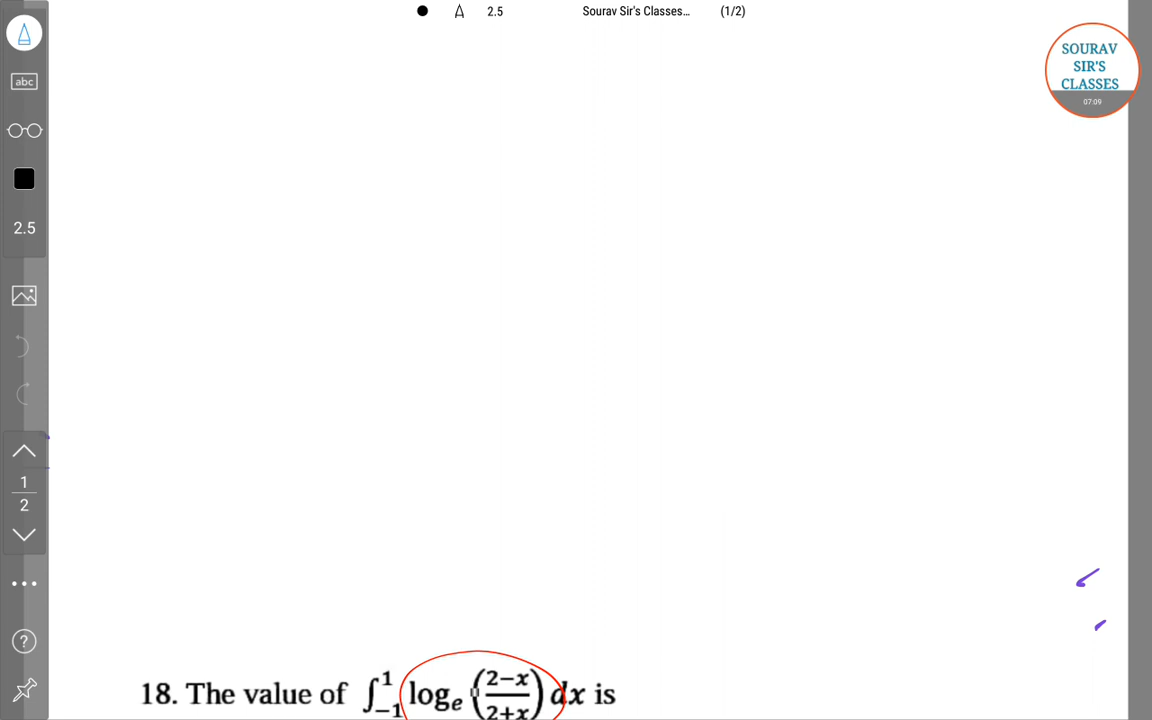 2.5 Sourav Sir's Classes... (1/2)
SOURAV
SIR'S
CLASSES
07:09
abc
2.5
1
2
?
18. The value of ∫₋₁¹ logₑ ((2−x)/(2+x)) dx is